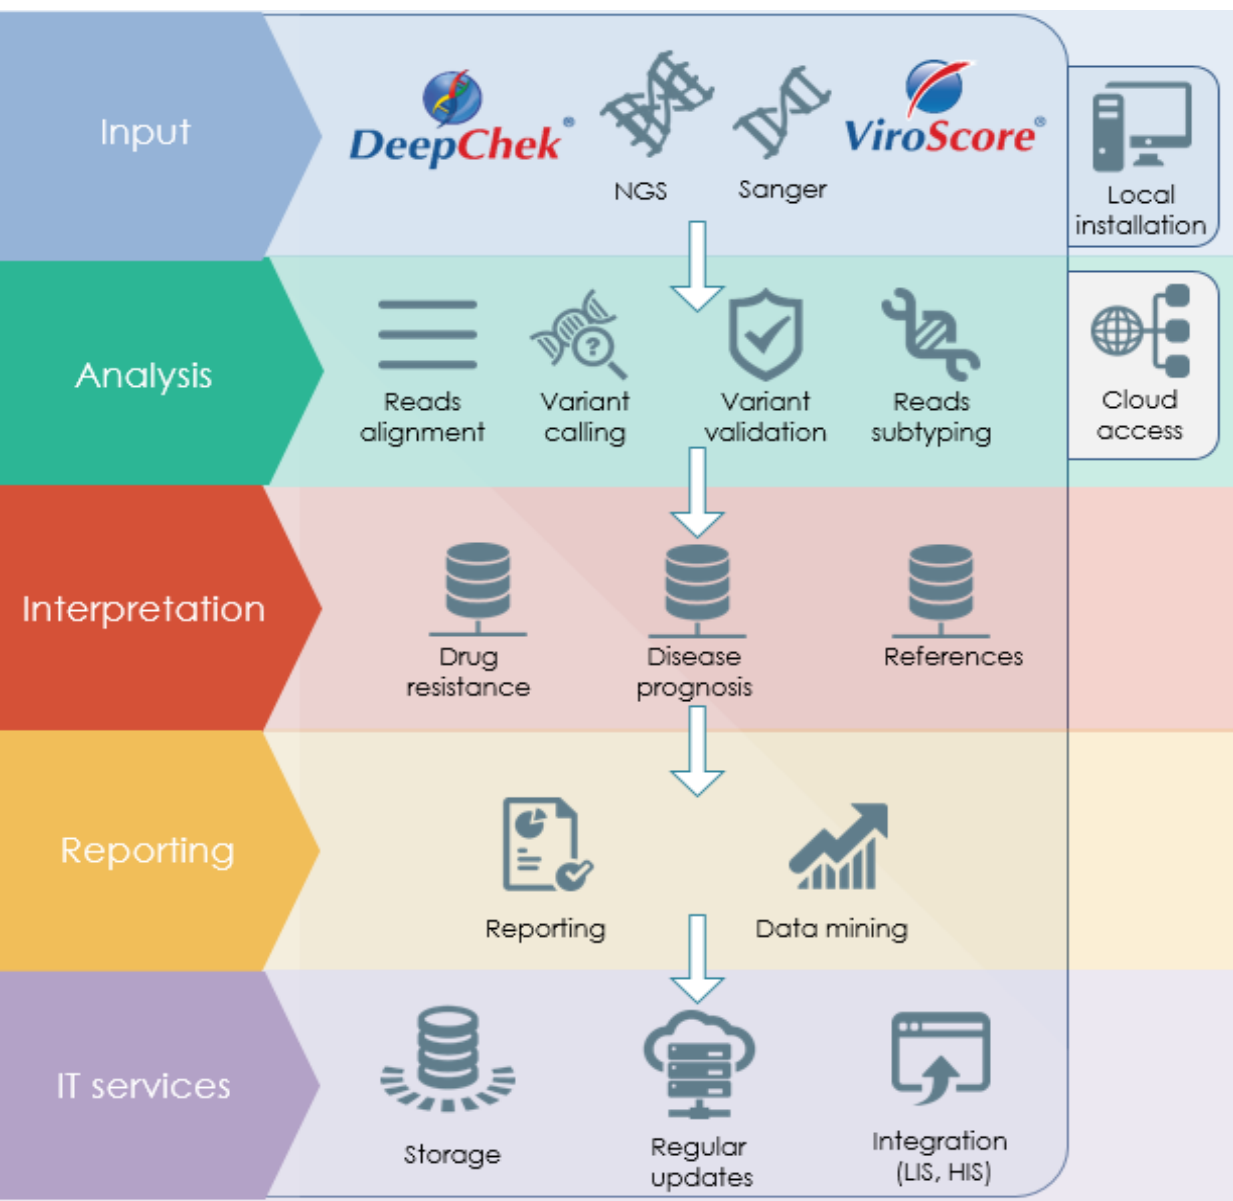 Input
DeepChek®
NGS
Sanger
ViroScore®
Local
installation
Analysis
Reads
alignment
Variant
calling
?
Variant
validation
Reads
subtyping
Cloud
access
Interpretation
Drug
resistance
Disease
prognosis
References
Reporting
Reporting
Data mining
IT services
Storage
Regular
updates
Integration
(LIS, HIS)